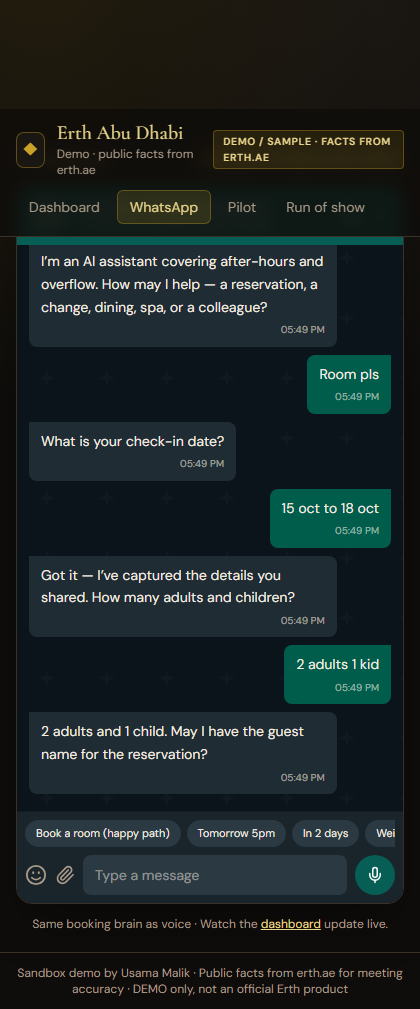 Erth Abu Dhabi
Demo · public facts from
erth.ae
DEMO / SAMPLE · FACTS FROM
ERTH.AE
Dashboard
WhatsApp
Pilot
Run of show
I’m an AI assistant covering after-hours and
overflow. How may I help — a reservation, a
change, dining, spa, or a colleague?
05:49 PM
Room pls
05:49 PM
What is your check-in date?
05:49 PM
15 oct to 18 oct
05:49 PM
Got it — I’ve captured the details you
shared. How many adults and children?
05:49 PM
2 adults 1 kid
05:49 PM
2 adults and 1 child. May I have the guest
name for the reservation?
05:49 PM
Book a room (happy path)
Tomorrow 5pm
In 2 days
Wei
Type a message
Same booking brain as voice · Watch the dashboard update live.
Sandbox demo by Usama Malik · Public facts from erth.ae for meeting
accuracy · DEMO only, not an official Erth product